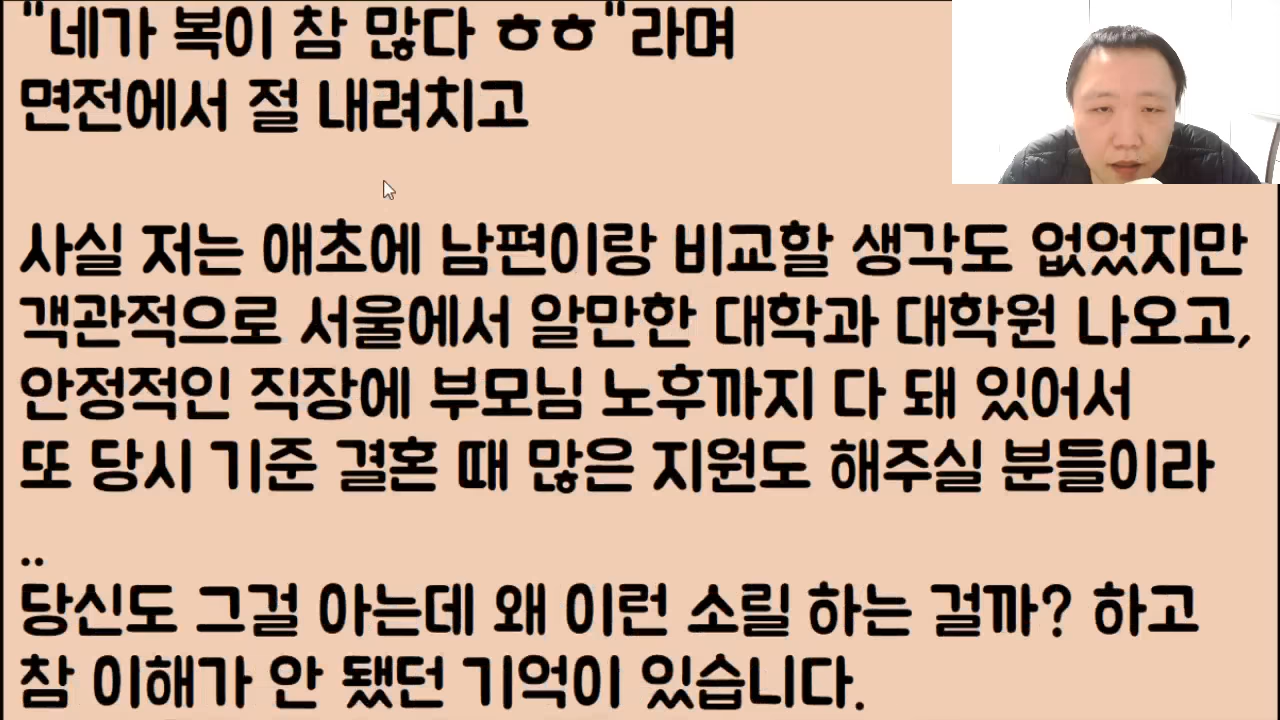 "네가 복이 참 많다 ㅎㅎ"라며
면전에서 절 내려치고
사실 저는 애초에 남편이랑 비교할 생각도 없었지만
객관적으로 서울에서 알만한 대학과 대학원 나오고,
안정적인 직장에 부모님 노후까지 다 돼 있어서
또 당시 기준 결혼 때 많은 지원도 해주실 분들이라
..
당신도 그걸 아는데 왜 이런 소릴 하는 걸까? 하고
참 이해가 안 됐던 기억이 있습니다.